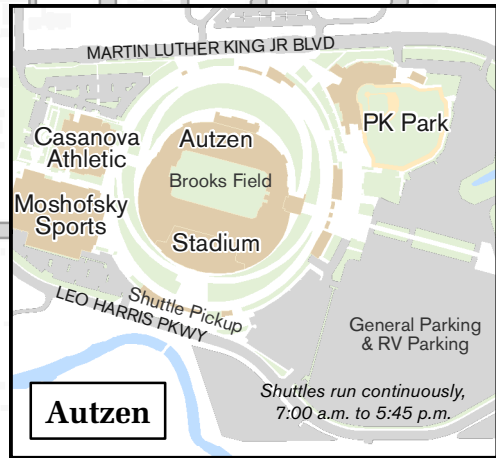 MARTIN LUTHER KING JR BLVD
PK Park
Casanova
Athletic
Autzen
Brooks Field
Moshofsky
Sports
Stadium
Shuttle Pickup
LEO HARRIS PKWY
General Parking
& RV Parking
Shuttles run continuously,
7:00 a.m. to 5:45 p.m.
Autzen